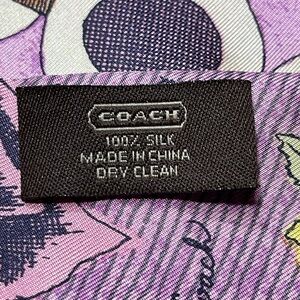 COACH
100% SILK
MADE IN CHINA
DRY CLEAN